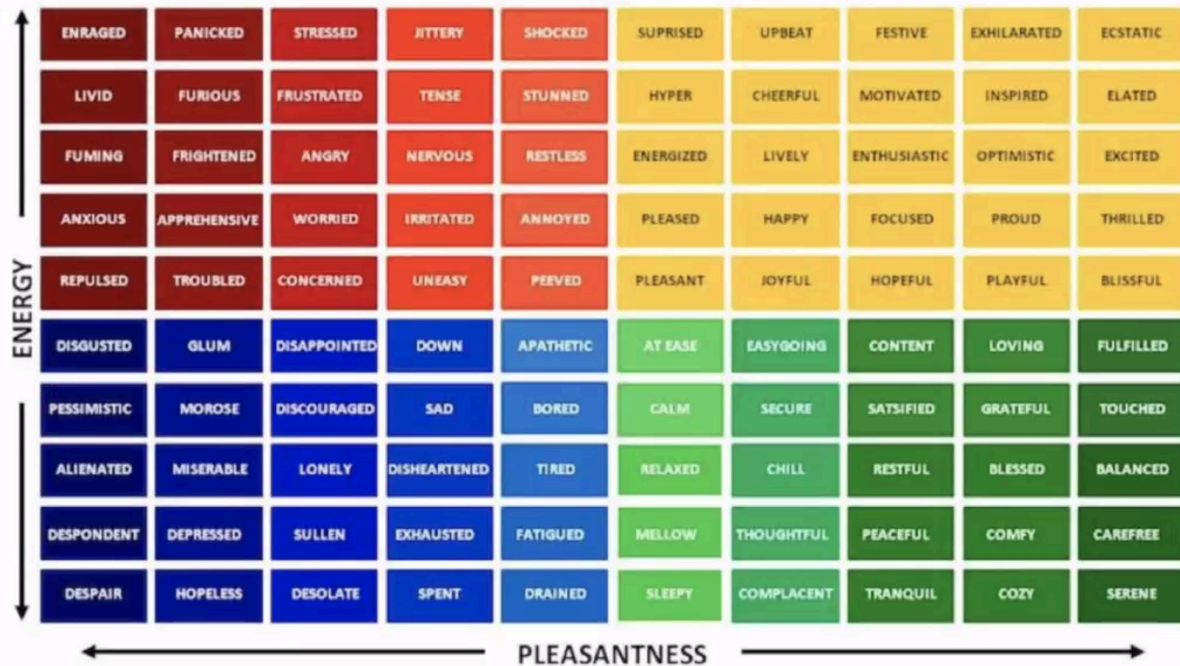 ENRAGED PANICKED STRESSED JITTERY SHOCKED SUPRISED UPBEAT FESTIVE EXHILARATED ECSTATIC
LIVID FURIOUS FRUSTRATED TENSE STUNNED HYPER CHEERFUL MOTIVATED INSPIRED ELATED
FUMING FRIGHTENED ANGRY NERVOUS RESTLESS ENERGIZED LIVELY ENTHUSIASTIC OPTIMISTIC EXCITED
ANXIOUS APPREHENSIVE WORRIED IRRITATED ANNOYED PLEASED HAPPY FOCUSED PROUD THRILLED
REPULSED TROUBLED CONCERNED UNEASY PEEVED PLEASANT JOYFUL HOPEFUL PLAYFUL BLISSFUL
ENERGY
DISGUSTED GLUM DISAPPOINTED DOWN APATHETIC AT EASE EASYGOING CONTENT LOVING FULFILLED
PESSIMISTIC MOROSE DISCOURAGED SAD BORED CALM SECURE SATSIFIED GRATEFUL TOUCHED
ALIENATED MISERABLE LONELY DISHEARTENED TIRED RELAXED CHILL RESTFUL BLESSED BALANCED
DESPONDENT DEPRESSED SULLEN EXHAUSTED FATIGUED MELLOW THOUGHTFUL PEACEFUL COMFY CAREFREE
DESPAIR HOPELESS DESOLATE SPENT DRAINED SLEEPY COMPLACENT TRANQUIL COZY SERENE
PLEASANTNESS